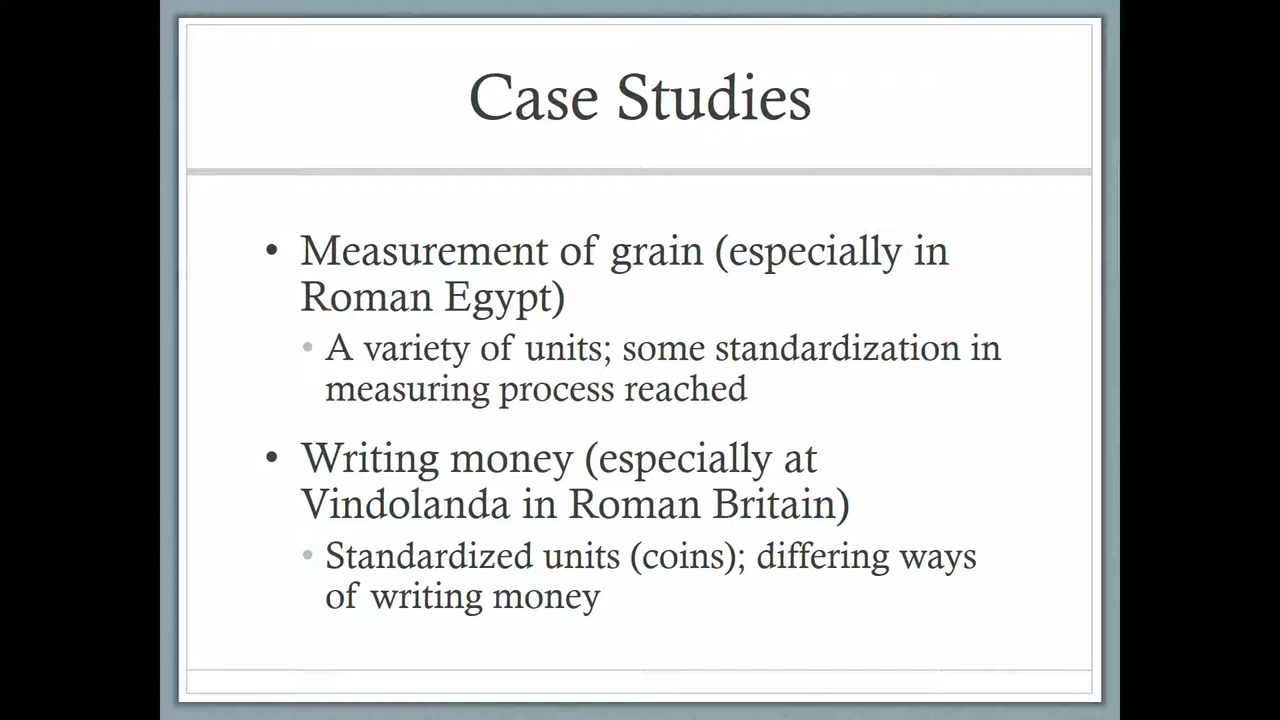 Case Studies
• Measurement of grain (especially in
Roman Egypt)
• A variety of units; some standardization in
measuring process reached
• Writing money (especially at
Vindolanda in Roman Britain)
• Standardized units (coins); differing ways
of writing money